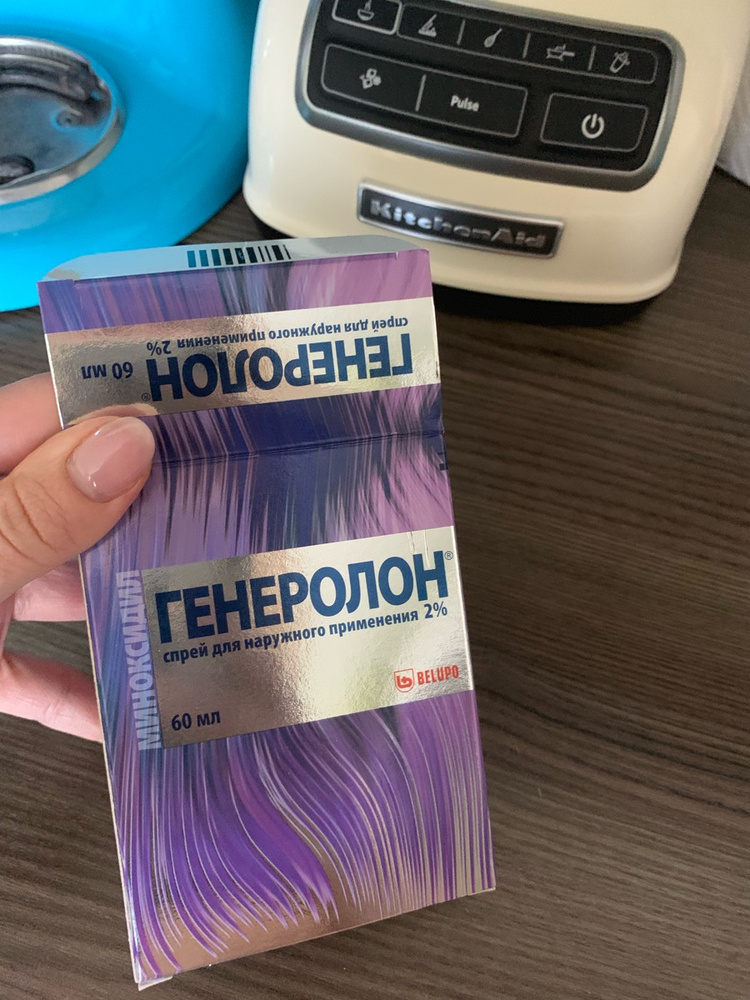 Pulse
KitchenAid
ГЕНЕРОЛОН®
спрей для наружного применения 2%
60 мл
МИНОКСИДИЛ
ГЕНЕРОЛОН®
спрей для наружного применения 2%
BELUPO
60 мл